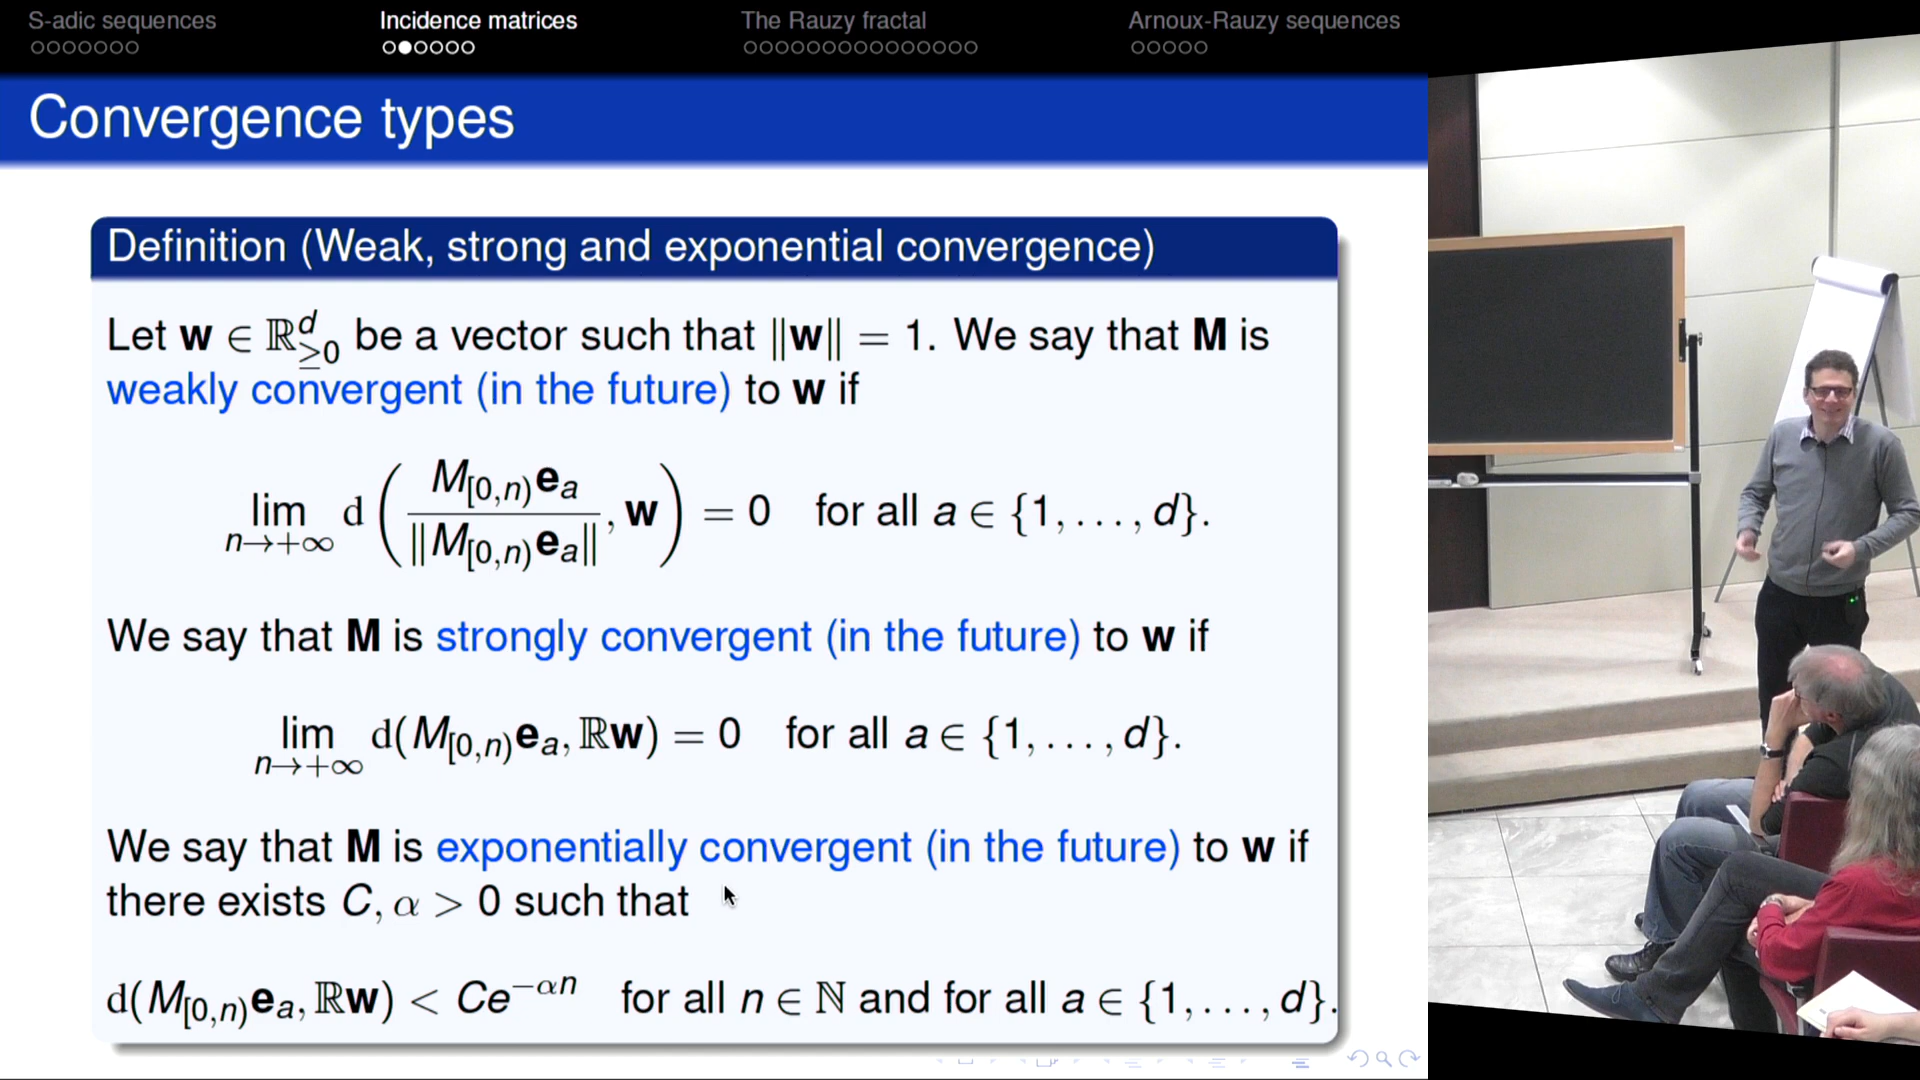 S-adic sequences Incidence matrices The Rauzy fractal Arnoux-Rauzy sequences
Convergence types
Definition (Weak, strong and exponential convergence)
Let w ∈ ℝ^d_{≥0} be a vector such that ‖w‖ = 1. We say that M is
weakly convergent (in the future) to w if
lim_{n→+∞} d( M_{[0,n)}e_a / ‖M_{[0,n)}e_a‖ , w ) = 0 for all a ∈ {1, . . . , d}.
We say that M is strongly convergent (in the future) to w if
lim_{n→+∞} d(M_{[0,n)}e_a, ℝw) = 0 for all a ∈ {1, . . . , d}.
We say that M is exponentially convergent (in the future) to w if
there exists C, α > 0 such that
d(M_{[0,n)}e_a, ℝw) < Ce^{−αn} for all n ∈ ℕ and for all a ∈ {1, . . . , d}.